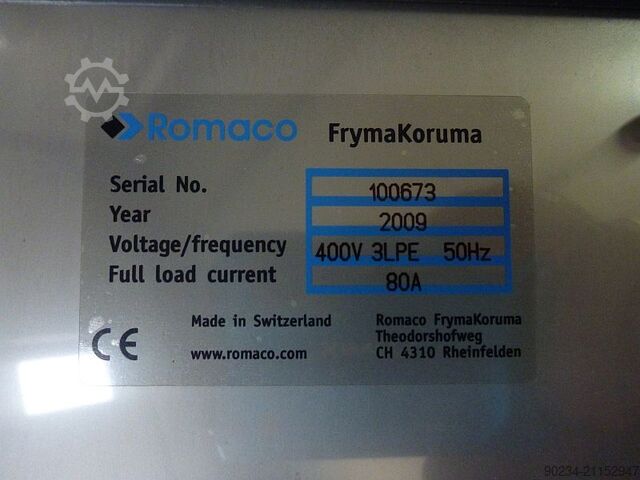 Romaco FrymaKoruma
Serial No. 100673
Year 2009
Voltage/frequency 400V 3LPE 50Hz
Full load current 80A
Made in Switzerland Romaco FrymaKoruma
Theodorshofweg
CE www.romaco.com CH 4310 Rheinfelden
90234-21152947